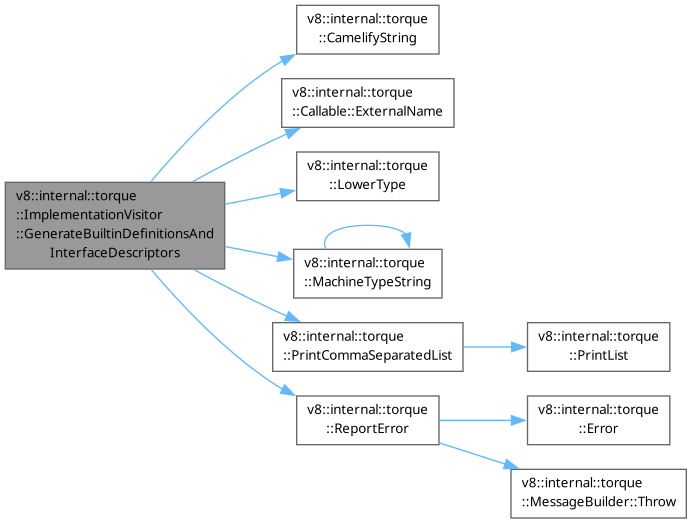 v8::internal::torque
::CamelifyString
v8::internal::torque
::Callable::ExternalName
v8::internal::torque
::LowerType
v8::internal::torque
::ImplementationVisitor
::GenerateBuiltinDefinitionsAnd
InterfaceDescriptors
v8::internal::torque
::MachineTypeString
v8::internal::torque
::PrintCommaSeparatedList
v8::internal::torque
::PrintList
v8::internal::torque
::ReportError
v8::internal::torque
::Error
v8::internal::torque
::MessageBuilder::Throw